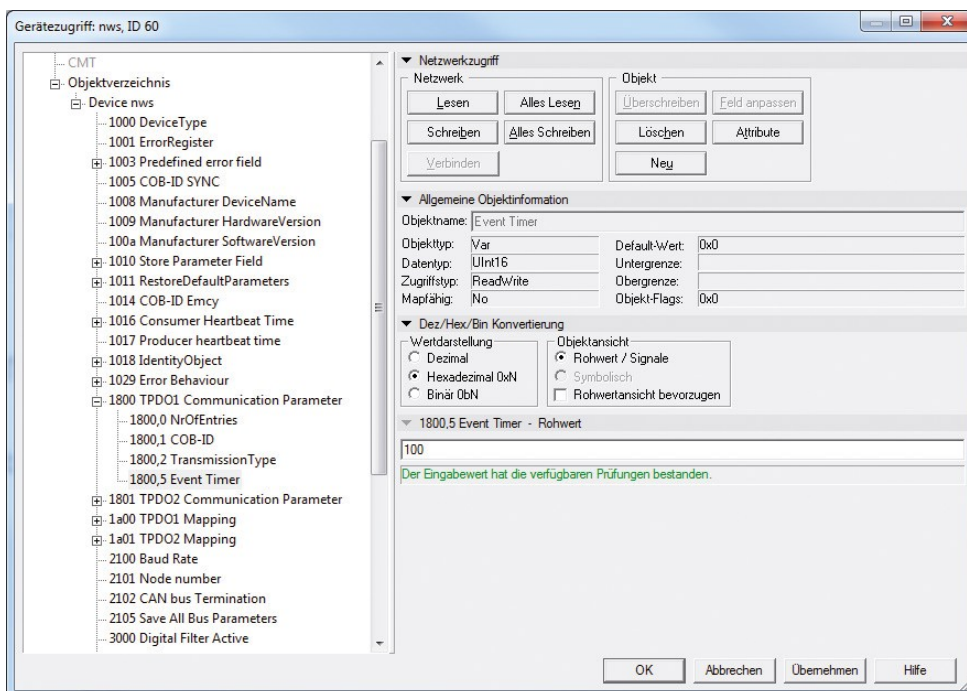 Gerätezugriff: nws, ID 60
CMT
Objektverzeichnis
Device nws
1000 DeviceType
1001 ErrorRegister
1003 Predefined error field
1005 COB-ID SYNC
1008 Manufacturer DeviceName
1009 Manufacturer HardwareVersion
100a Manufacturer SoftwareVersion
1010 Store Parameter Field
1011 RestoreDefaultParameters
1014 COB-ID Emcy
1016 Consumer Heartbeat Time
1017 Producer heartbeat time
1018 IdentityObject
1029 Error Behaviour
1800 TPDO1 Communication Parameter
1800,0 NrOfEntries
1800,1 COB-ID
1800,2 TransmissionType
1800,5 Event Timer
1801 TPDO2 Communication Parameter
1a00 TPDO1 Mapping
1a01 TPDO2 Mapping
2100 Baud Rate
2101 Node number
2102 CAN bus Termination
2105 Save All Bus Parameters
3000 Digital Filter Active
Netzwerkzugriff
Netzwerk
Lesen
Alles Lesen
Schreiben
Alles Schreiben
Verbinden
Objekt
Überschreiben
Feld anpassen
Löschen
Attribute
Neu
Allgemeine Objektinformation
Objektname: Event Timer
Objekttyp: Var
Default-Wert: 0x0
Datentyp: UInt16
Untergrenze:
Zugriffstyp: ReadWrite
Obergrenze:
Mapfähig: No
Objekt-Flags: 0x0
Dez/Hex/Bin Konvertierung
Wertdarstellung
Dezimal
Hexadezimal 0xN
Binär 0bN
Objektansicht
Rohwert / Signale
Symbolisch
Rohwertansicht bevorzugen
1800,5 Event Timer - Rohwert
100
Der Eingabewert hat die verfügbaren Prüfungen bestanden.
OK
Abbrechen
Übernehmen
Hilfe